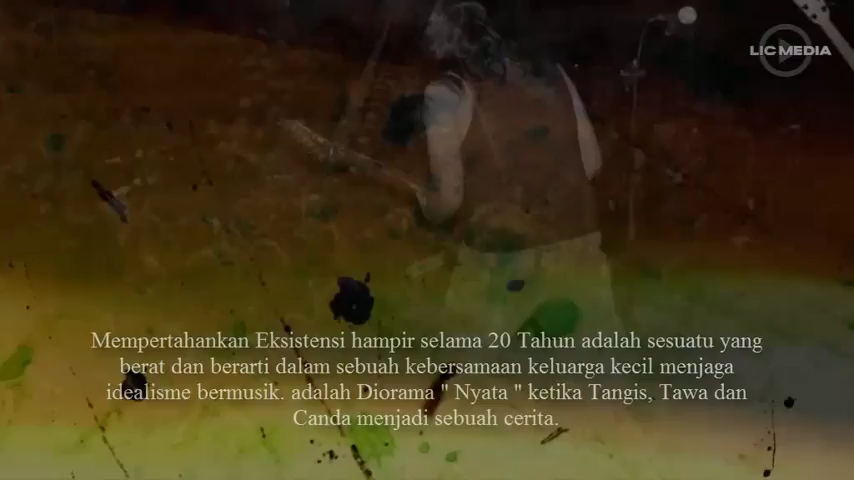 LIC MEDIA
Mempertahankan Eksistensi hampir selama 20 Tahun adalah sesuatu yang
berat dan berarti dalam sebuah kebersamaan keluarga kecil menjaga
idealisme bermusik. adalah Diorama " Nyata " ketika Tangis, Tawa dan
Canda menjadi sebuah cerita.